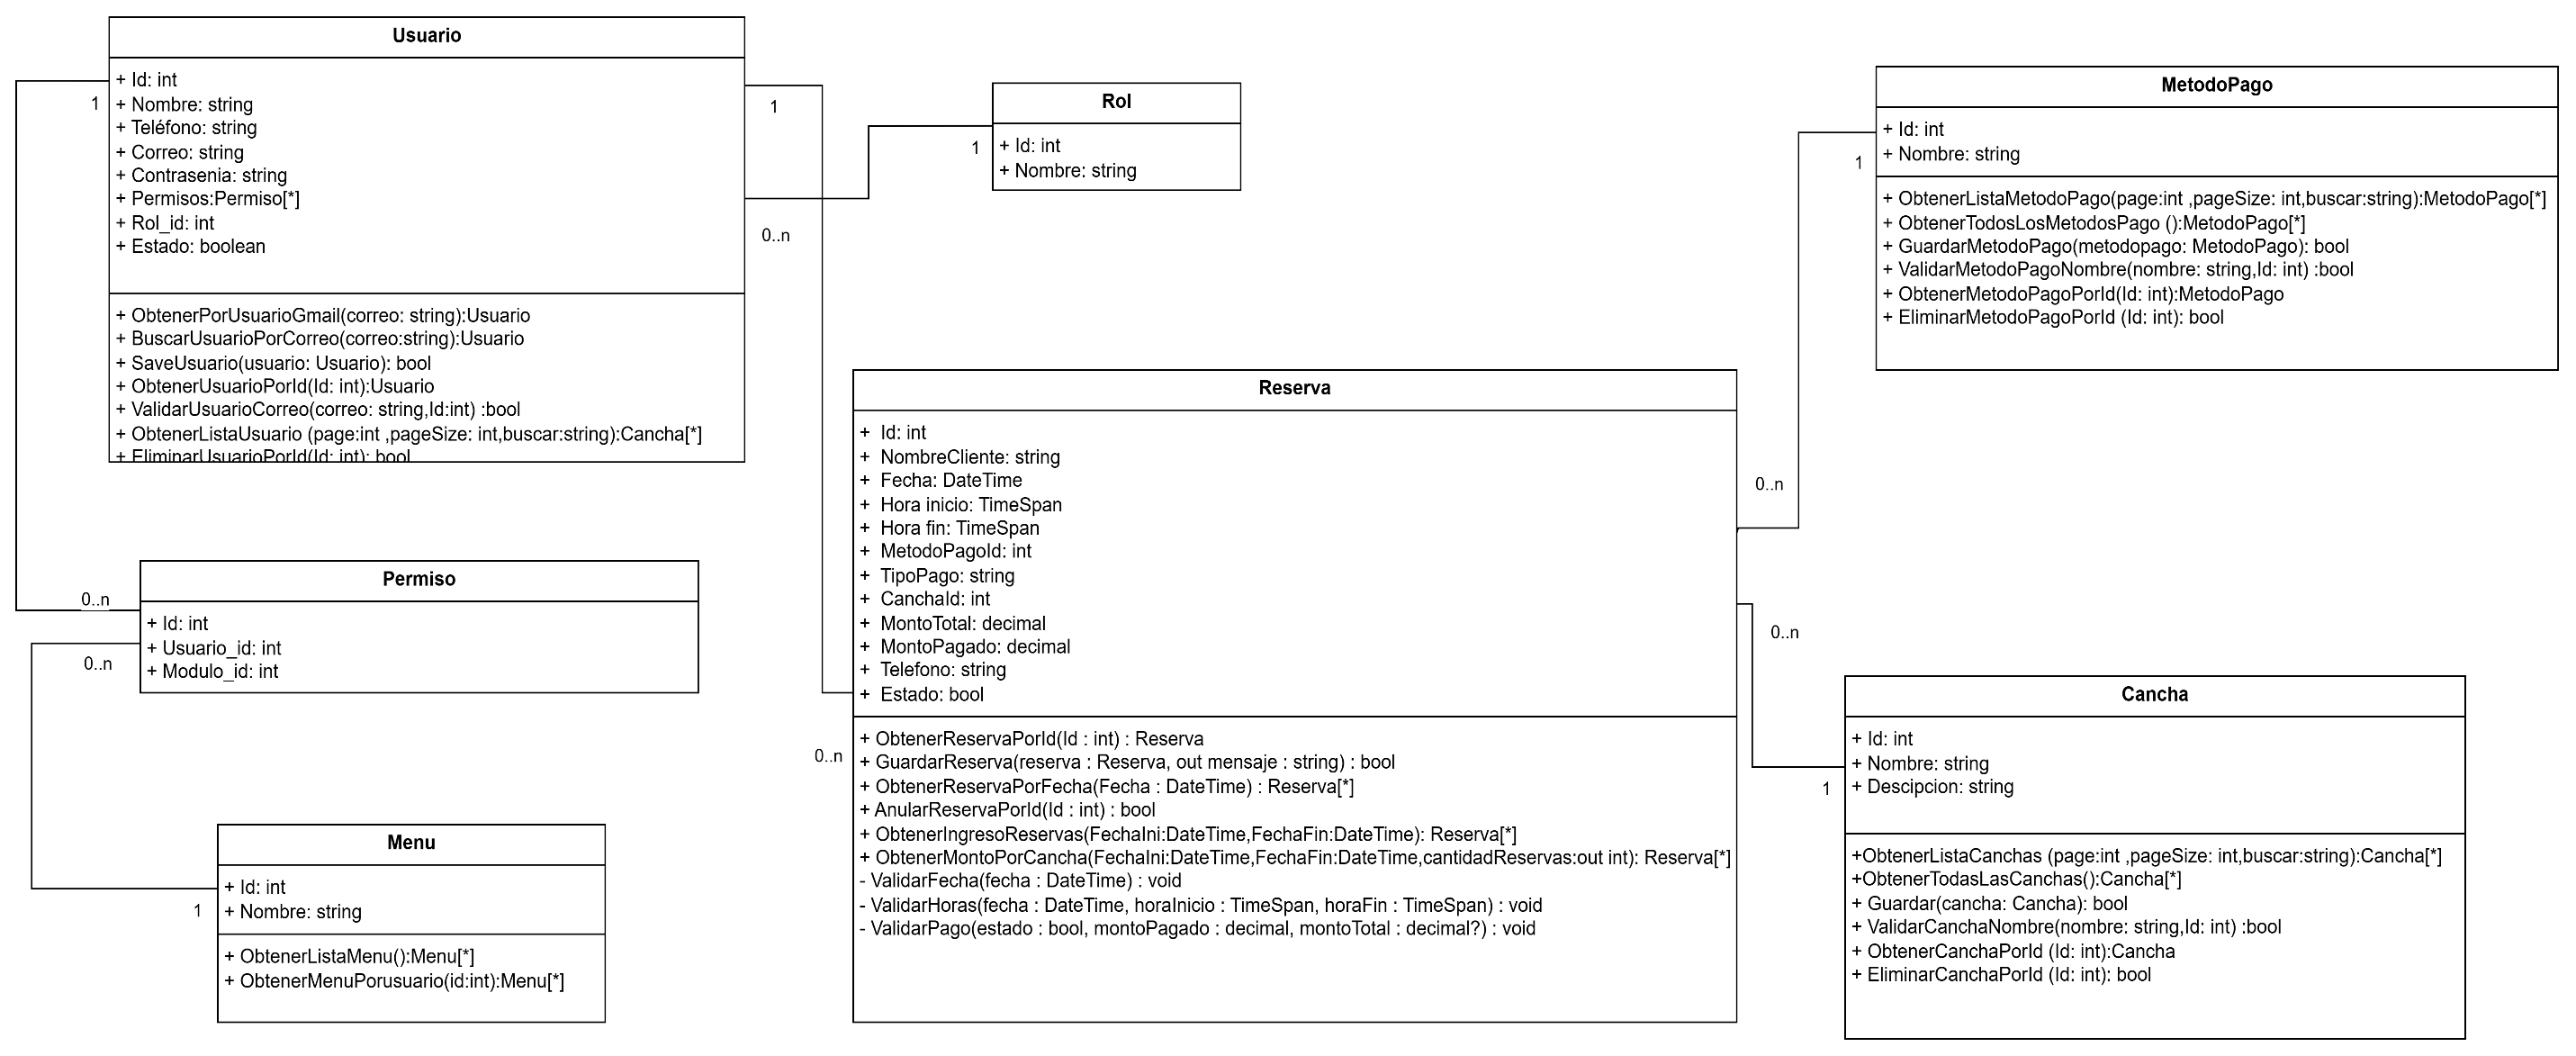 Usuario
+ Id: int
+ Nombre: string
+ Teléfono: string
+ Correo: string
+ Contrasenia: string
+ Permisos:Permiso[*]
+ Rol_id: int
+ Estado: boolean
+ ObtenerPorUsuarioGmail(correo: string):Usuario
+ BuscarUsuarioPorCorreo(correo:string):Usuario
+ SaveUsuario(usuario: Usuario): bool
+ ObtenerUsuarioPorId(Id: int):Usuario
+ ValidarUsuarioCorreo(correo: string,Id:int) :bool
+ ObtenerListaUsuario (page:int ,pageSize: int,buscar:string):Cancha[*]
+ EliminarUsuarioPorId(Id: int): bool
1
1
0..n
Rol
+ Id: int
+ Nombre: string
1
MetodoPago
+ Id: int
+ Nombre: string
+ ObtenerListaMetodoPago(page:int ,pageSize: int,buscar:string):MetodoPago[*]
+ ObtenerTodosLosMetodosPago ():MetodoPago[*]
+ GuardarMetodoPago(metodopago: MetodoPago): bool
+ ValidarMetodoPagoNombre(nombre: string,Id: int) :bool
+ ObtenerMetodoPagoPorId(Id: int):MetodoPago
+ EliminarMetodoPagoPorId (Id: int): bool
1
Reserva
+ Id: int
+ NombreCliente: string
+ Fecha: DateTime
+ Hora inicio: TimeSpan
+ Hora fin: TimeSpan
+ MetodoPagoId: int
+ TipoPago: string
+ CanchaId: int
+ MontoTotal: decimal
+ MontoPagado: decimal
+ Telefono: string
+ Estado: bool
+ ObtenerReservaPorId(Id : int) : Reserva
+ GuardarReserva(reserva : Reserva, out mensaje : string) : bool
+ ObtenerReservaPorFecha(Fecha : DateTime) : Reserva[*]
+ AnularReservaPorId(Id : int) : bool
+ ObtenerIngresoReservas(FechaIni:DateTime,FechaFin:DateTime): Reserva[*]
+ ObtenerMontoPorCancha(FechaIni:DateTime,FechaFin:DateTime,cantidadReservas:out int): Reserva[*]
- ValidarFecha(fecha : DateTime) : void
- ValidarHoras(fecha : DateTime, horaInicio : TimeSpan, horaFin : TimeSpan) : void
- ValidarPago(estado : bool, montoPagado : decimal, montoTotal : decimal?) : void
0..n
0..n
0..n
Permiso
+ Id: int
+ Usuario_id: int
+ Modulo_id: int
0..n
0..n
Cancha
+ Id: int
+ Nombre: string
+ Descipcion: string
+ObtenerListaCanchas (page:int ,pageSize: int,buscar:string):Cancha[*]
+ObtenerTodasLasCanchas():Cancha[*]
+ Guardar(cancha: Cancha): bool
+ ValidarCanchaNombre(nombre: string,Id: int) :bool
+ ObtenerCanchaPorId (Id: int):Cancha
+ EliminarCanchaPorId (Id: int): bool
1
Menu
+ Id: int
+ Nombre: string
+ ObtenerListaMenu():Menu[*]
+ ObtenerMenuPorusuario(id:int):Menu[*]
1